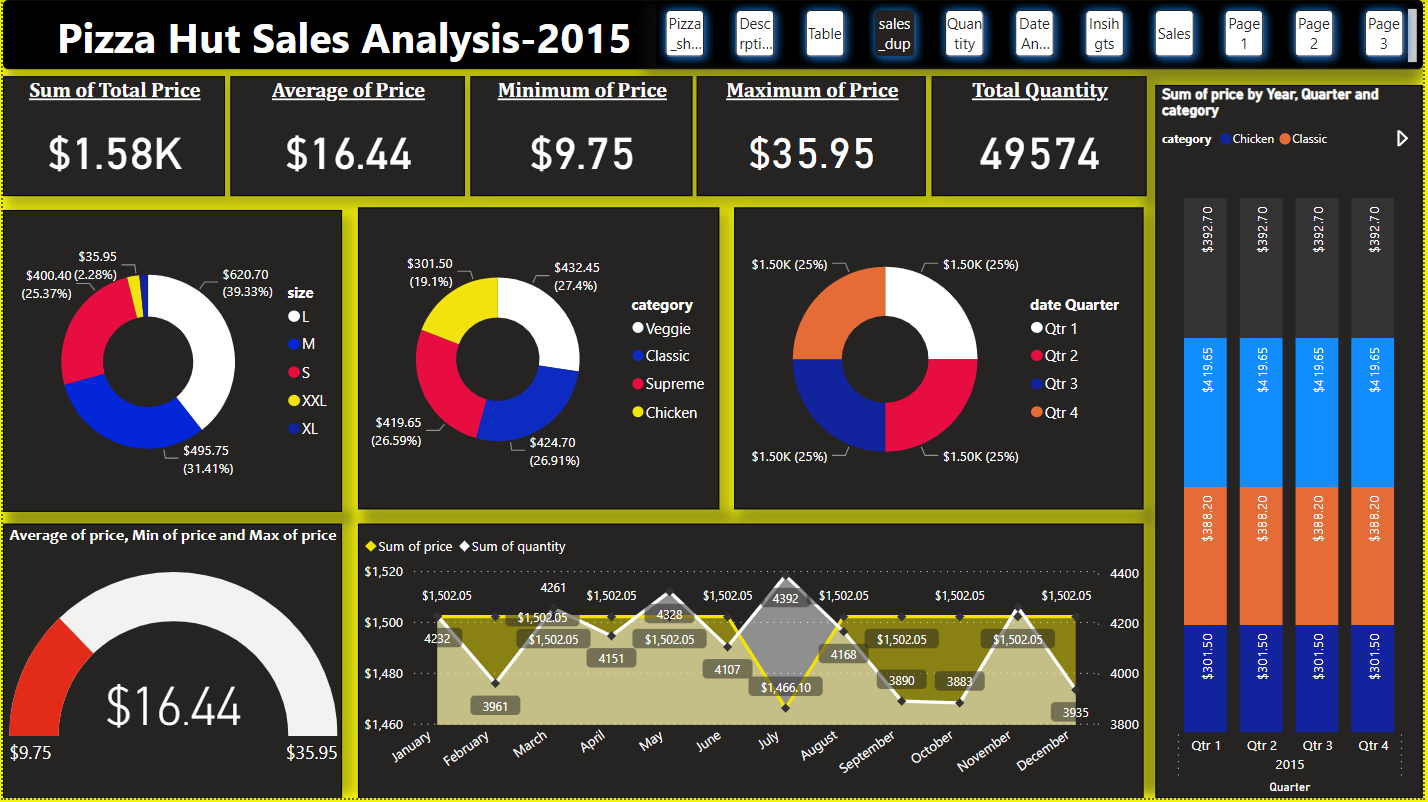 Pizza Hut Sales Analysis-2015
Pizza
_sh...
Desc
rpti...
Table
sales
_dup
Quan
tity
Date
An...
Insih
gts
Sales
Page
1
Page
2
Page
3
Sum of Total Price
$1.58K
Average of Price
$16.44
Minimum of Price
$9.75
Maximum of Price
$35.95
Total Quantity
49574
Sum of price by Year, Quarter and
category
category Chicken Classic
$392.70 $392.70 $392.70 $392.70
$419.65 $419.65 $419.65 $419.65
$388.20 $388.20 $388.20 $388.20
$301.50 $301.50 $301.50 $301.50
Qtr 1 Qtr 2 Qtr 3 Qtr 4
2015
Quarter
$35.95
(2.28%)
$400.40
(25.37%)
$620.70
(39.33%)
$495.75
(31.41%)
size
L
M
S
XXL
XL
$301.50
(19.1%)
$432.45
(27.4%)
$419.65
(26.59%)
$424.70
(26.91%)
category
Veggie
Classic
Supreme
Chicken
$1.50K (25%)
$1.50K (25%)
$1.50K (25%)
$1.50K (25%)
date Quarter
Qtr 1
Qtr 2
Qtr 3
Qtr 4
Average of price, Min of price and Max of price
$16.44
$9.75
$35.95
Sum of price Sum of quantity
$1,520
$1,500
$1,480
$1,460
4400
4200
4000
3800
$1,502.05
$1,502.05
$1,502.05
$1,502.05
$1,502.05
$1,502.05
$1,502.05
$1,466.10
$1,502.05
$1,502.05
$1,502.05
$1,502.05
$1,502.05
4232
3961
4261
4151
4328
4107
4392
4168
3890
3883
3935
January
February
March
April
May
June
July
August
September
October
November
December